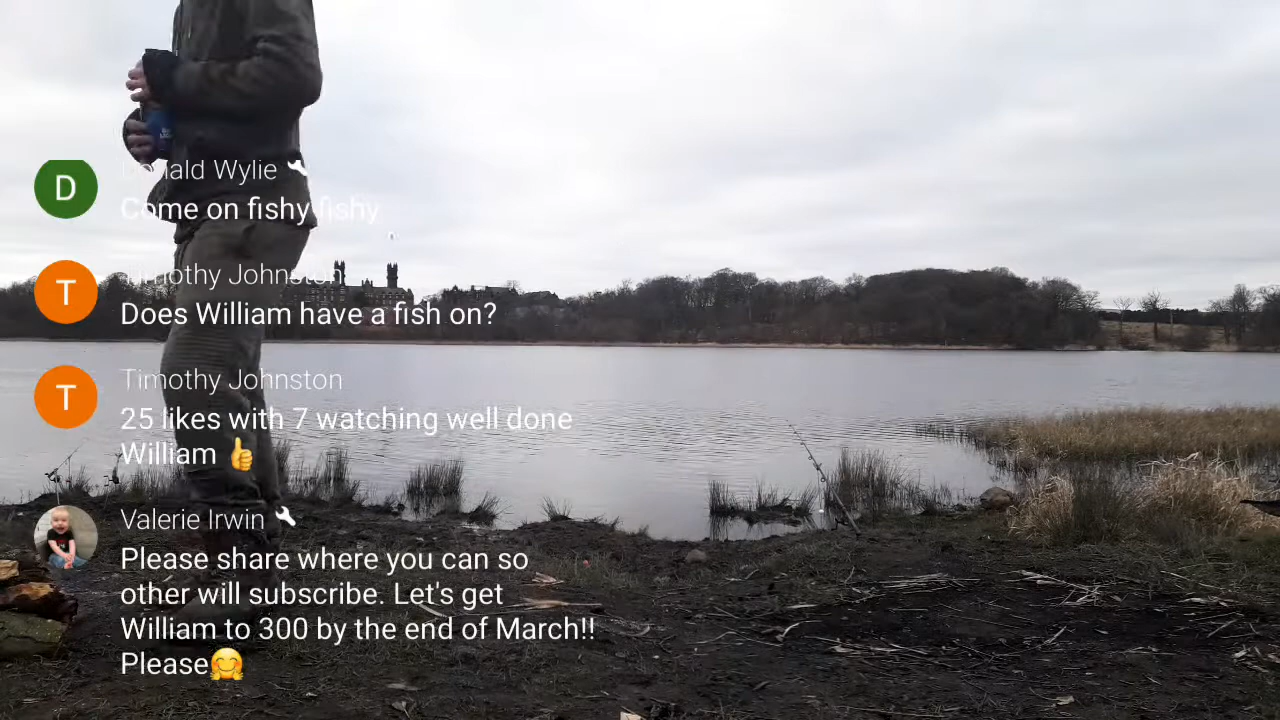 D
Donald Wylie
Come on fishy fishy
T
Timothy Johnston
Does William have a fish on?
T
Timothy Johnston
25 likes with 7 watching well done
William 👍
Valerie Irwin
Please share where you can so
other will subscribe. Let's get
William to 300 by the end of March!!
Please🤗